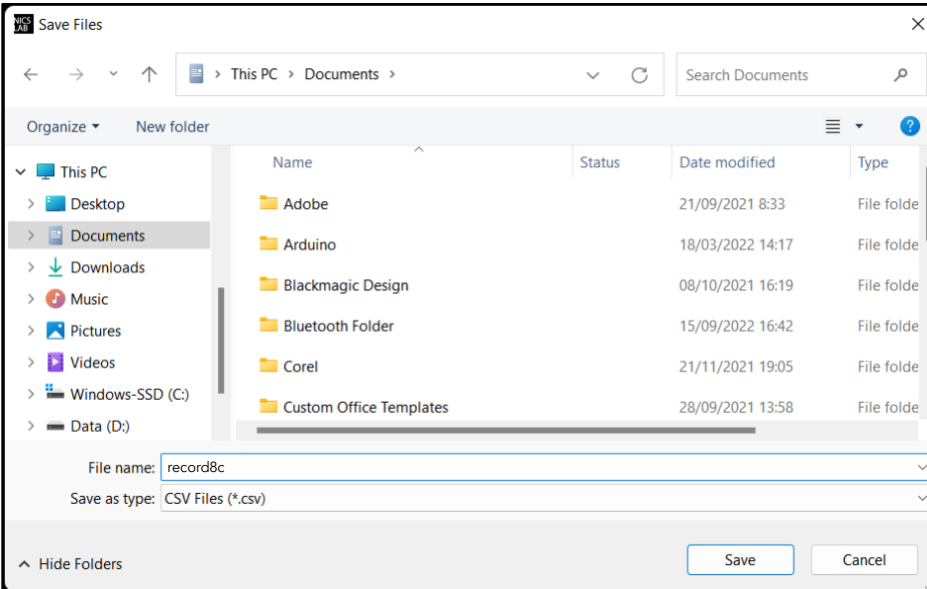 NICS LAB Save Files
This PC > Documents >
Search Documents
Organize
New folder
Name Status Date modified Type
This PC
Desktop
Documents
Downloads
Music
Pictures
Videos
Windows-SSD (C:)
Data (D:)
Adobe 21/09/2021 8:33 File folde
Arduino 18/03/2022 14:17 File folde
Blackmagic Design 08/10/2021 16:19 File folde
Bluetooth Folder 15/09/2022 16:42 File folde
Corel 21/11/2021 19:05 File folde
Custom Office Templates 28/09/2021 13:58 File folde
File name: record8c
Save as type: CSV Files (*.csv)
Hide Folders
Save
Cancel